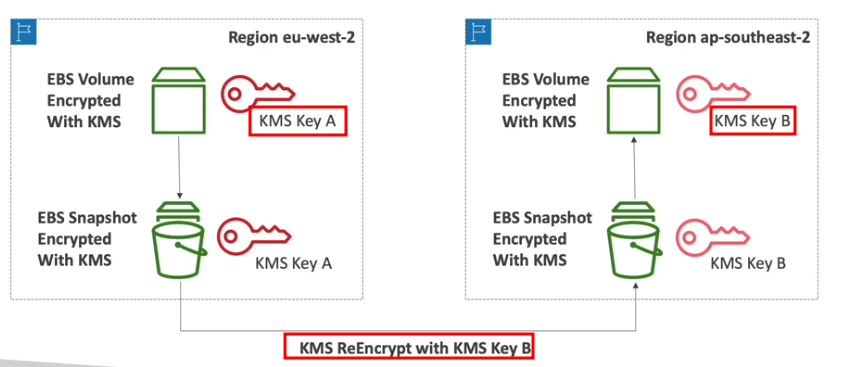 Region eu-west-2
EBS Volume
Encrypted
With KMS
KMS Key A
EBS Snapshot
Encrypted
With KMS
KMS Key A
Region ap-southeast-2
EBS Volume
Encrypted
With KMS
KMS Key B
EBS Snapshot
Encrypted
With KMS
KMS Key B
KMS ReEncrypt with KMS Key B